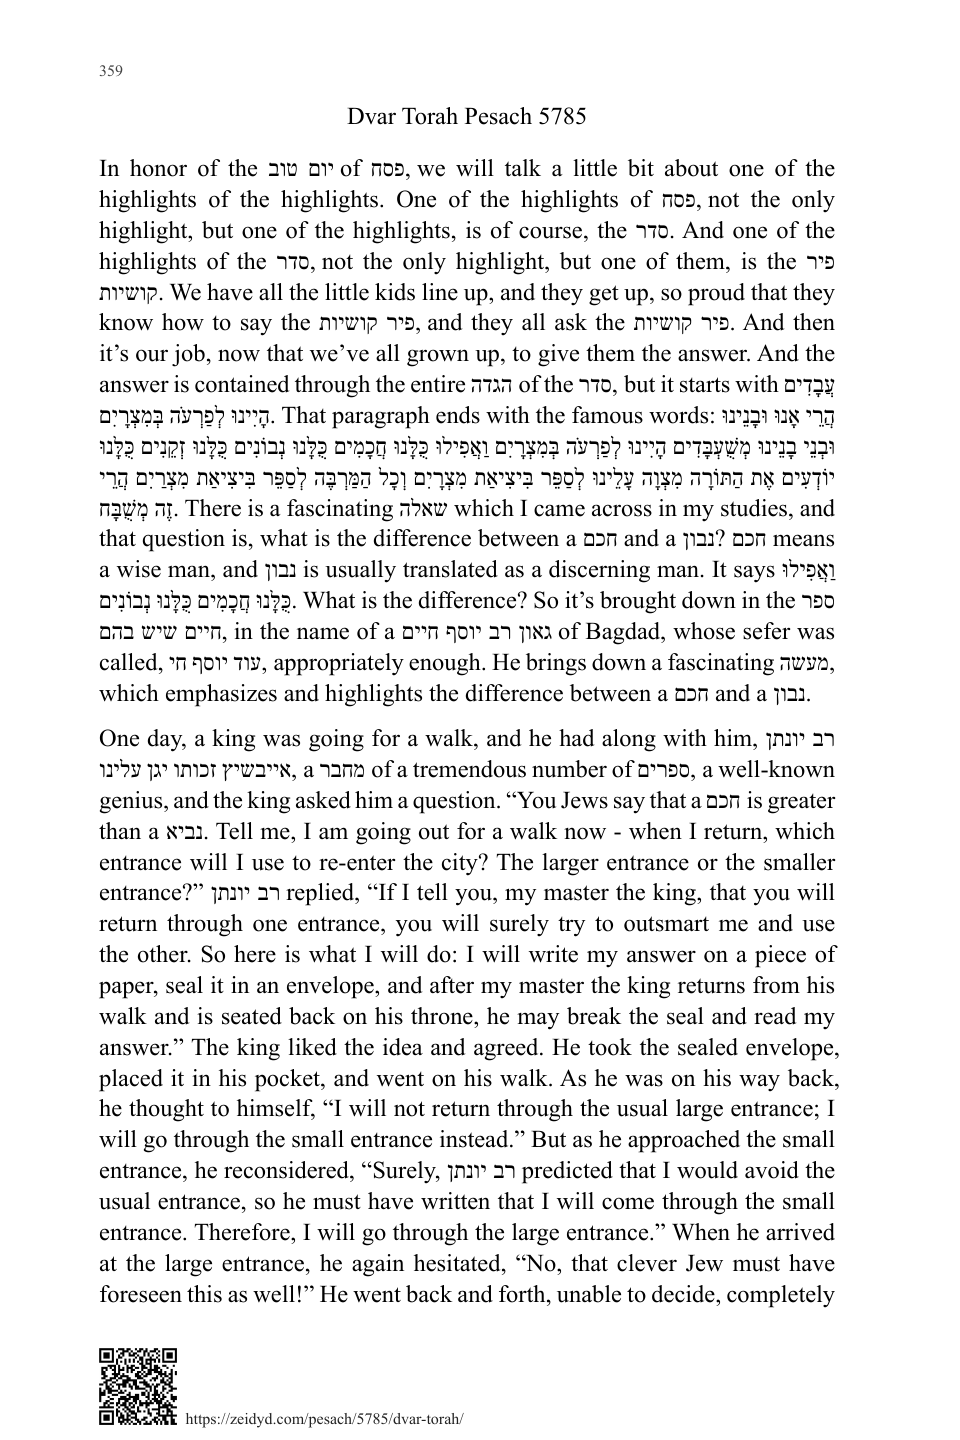 359
Dvar Torah Pesach 5785
In honor of the יום טוב of פסח, we will talk a little bit about one of the
highlights of the highlights. One of the highlights of פסח, not the only
highlight, but one of the highlights, is of course, the סדר. And one of the
highlights of the סדר, not the only highlight, but one of them, is the פיר
קושיות. We have all the little kids line up, and they get up, so proud that they
know how to say the פיר קושיות, and they all ask the פיר קושיות. And then
it’s our job, now that we’ve all grown up, to give them the answer. And the
answer is contained through the entire הגדה of the סדר, but it starts with עֲבָדִים
הָיִינוּ לְפַרְעֹה בְּמִצְרָיִם. That paragraph ends with the famous words: הֲרֵי אָנוּ וּבָנֵינוּ
וּבְנֵי בָנֵינוּ מְשֻׁעְבָּדִים הָיִינוּ לְפַרְעֹה בְּמִצְרָיִם וַאֲפִילוּ כֻּלָּנוּ חֲכָמִים כֻּלָּנוּ נְבוֹנִים כֻּלָּנוּ זְקֵנִים כֻּלָּנוּ
יוֹדְעִים אֶת הַתּוֹרָה מִצְוָה עָלֵינוּ לְסַפֵּר בִּיצִיאַת מִצְרָיִם וְכָל הַמַּרְבֶּה לְסַפֵּר בִּיצִיאַת מִצְרַיִם הֲרֵי
זֶה מְשֻׁבָּח. There is a fascinating שאלה which I came across in my studies, and
that question is, what is the difference between a חכם and a נבון? חכם means
a wise man, and נבון is usually translated as a discerning man. It says וַאֲפִילוּ
כֻּלָּנוּ חֲכָמִים כֻּלָּנוּ נְבוֹנִים. What is the difference? So it’s brought down in the ספר
חיים שיש בהם, in the name of a גאון רב יוסף חיים of Bagdad, whose sefer was
called, עוד יוסף חי, appropriately enough. He brings down a fascinating מעשה,
which emphasizes and highlights the difference between a חכם and a נבון.
One day, a king was going for a walk, and he had along with him, רב יונתן
אייבשיץ זכותו יגן עלינו, a מחבר of a tremendous number of ספרים, a well-known
genius, and the king asked him a question. “You Jews say that a חכם is greater
than a נביא. Tell me, I am going out for a walk now - when I return, which
entrance will I use to re-enter the city? The larger entrance or the smaller
entrance?” רב יונתן replied, “If I tell you, my master the king, that you will
return through one entrance, you will surely try to outsmart me and use
the other. So here is what I will do: I will write my answer on a piece of
paper, seal it in an envelope, and after my master the king returns from his
walk and is seated back on his throne, he may break the seal and read my
answer.” The king liked the idea and agreed. He took the sealed envelope,
placed it in his pocket, and went on his walk. As he was on his way back,
he thought to himself, “I will not return through the usual large entrance; I
will go through the small entrance instead.” But as he approached the small
entrance, he reconsidered, “Surely, רב יונתן predicted that I would avoid the
usual entrance, so he must have written that I will come through the small
entrance. Therefore, I will go through the large entrance.” When he arrived
at the large entrance, he again hesitated, “No, that clever Jew must have
foreseen this as well!” He went back and forth, unable to decide, completely
https://zeidyd.com/pesach/5785/dvar-torah/